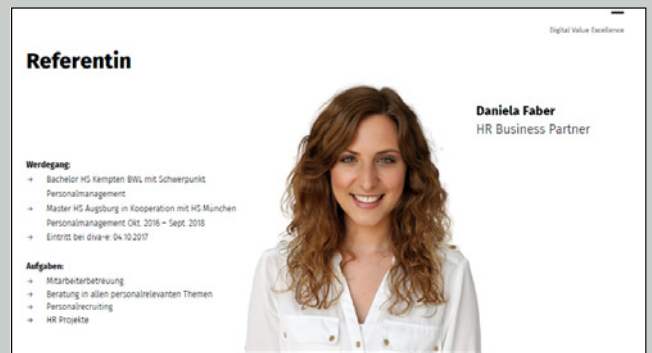 Digital Value Excellence
Referentin
Daniela Faber
HR Business Partner
Werdegang:
→ Bachelor HS Kempten BWL mit Schwerpunkt
Personalmanagement
→ Master HS Augsburg in Kooperation mit HS München
Personalmanagement Okt. 2016 – Sept. 2018
→ Eintritt bei diva-e: 04.10.2017
Aufgaben:
→ Mitarbeiterbetreuung
→ Beratung in allen personalrelevanten Themen
→ Personalrecruiting
→ HR Projekte